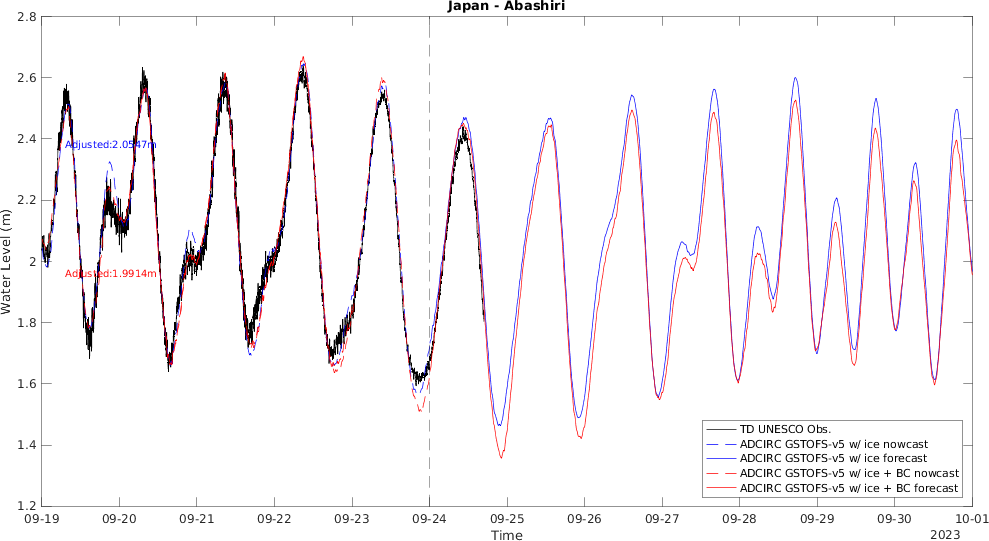 Japan - Abashiri
2.8
2.6
2.4
2.2
2
1.8
1.6
1.4
1.2
Water Level (m)
Adjusted:2.0547m
Adjusted:1.9914m
TD UNESCO Obs.
ADCIRC GSTOFS-v5 w/ ice nowcast
ADCIRC GSTOFS-v5 w/ ice forecast
ADCIRC GSTOFS-v5 w/ ice + BC nowcast
ADCIRC GSTOFS-v5 w/ ice + BC forecast
09-19 09-20 09-21 09-22 09-23 09-24 09-25 09-26 09-27 09-28 09-29 09-30 10-01
Time
2023